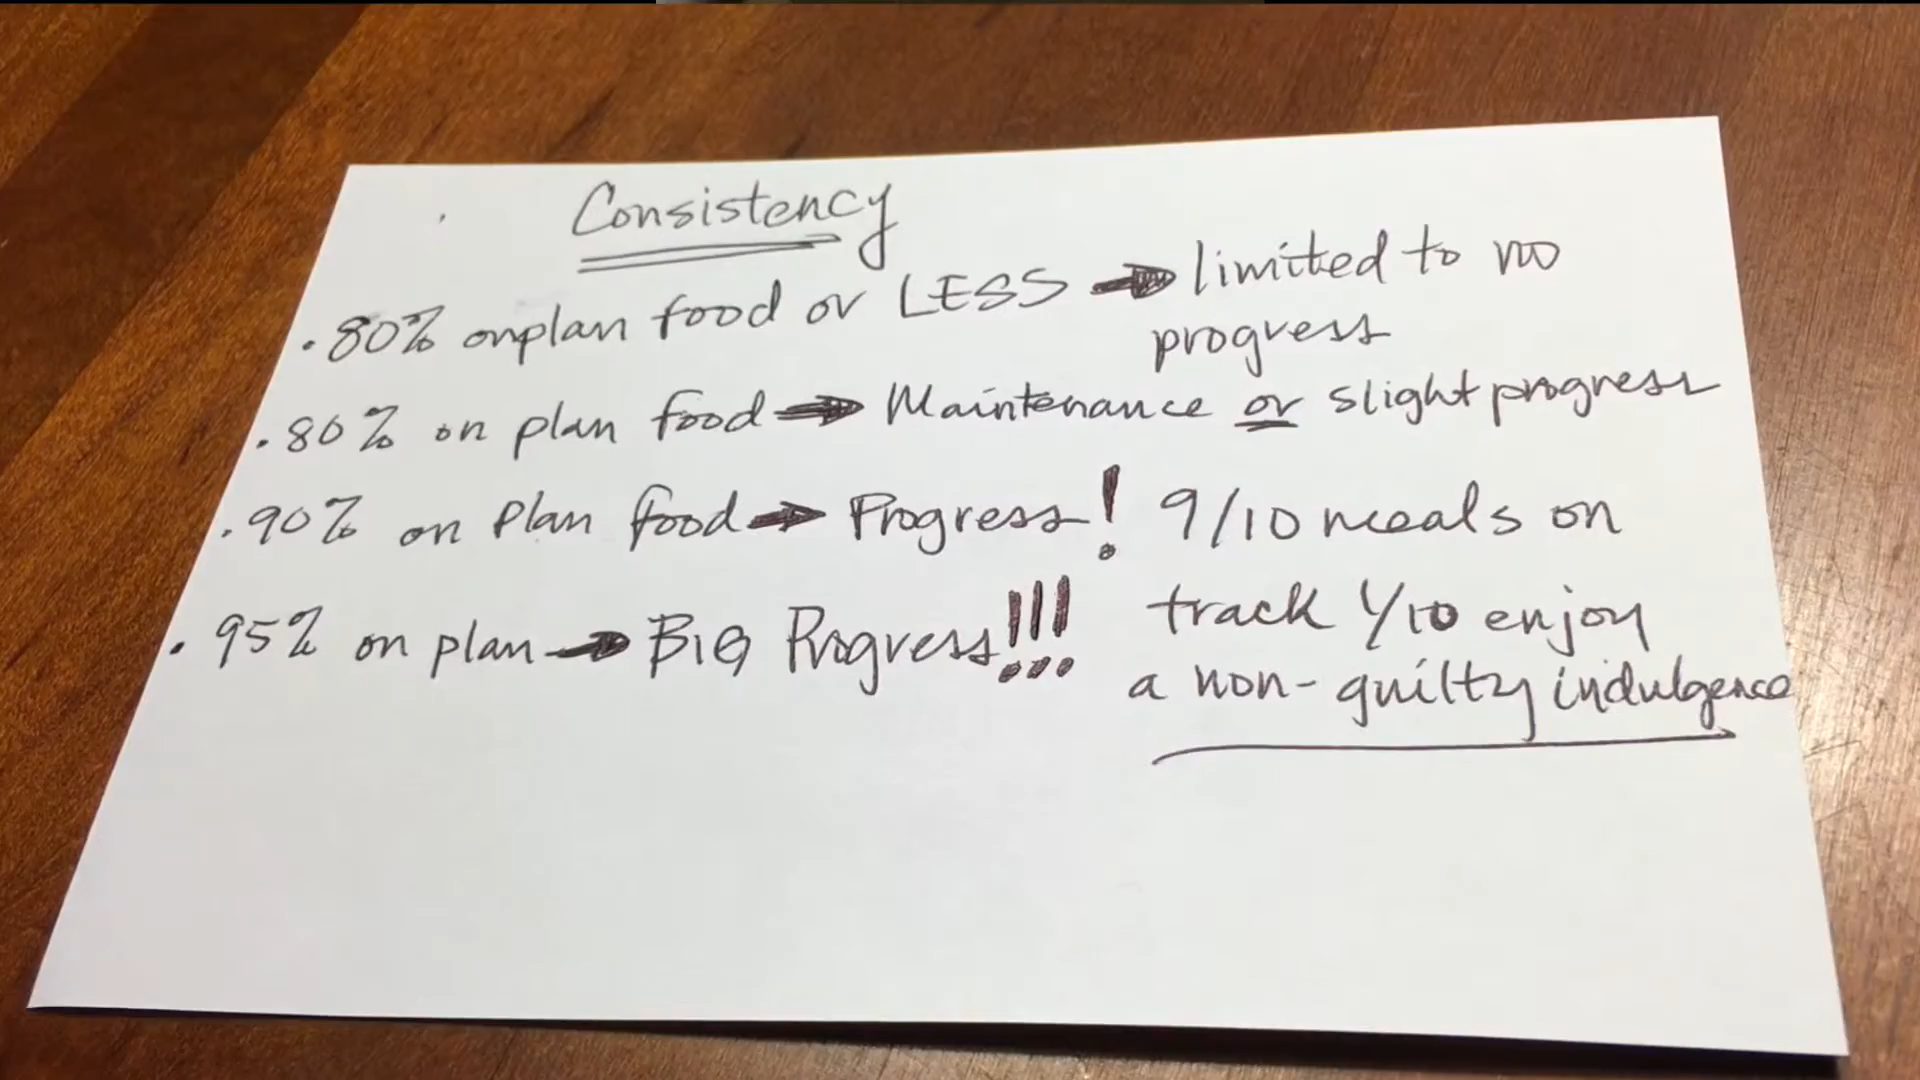 Consistency
. 80% onplan food or LESS → limited to no
progress
. 80% on plan food → Maintenance or slight progress
. 90% on Plan food → Progress! 9/10 meals on
track 1/10 enjoy
. 95% on plan → BIG Progress!!!
a non-guilty indulgence